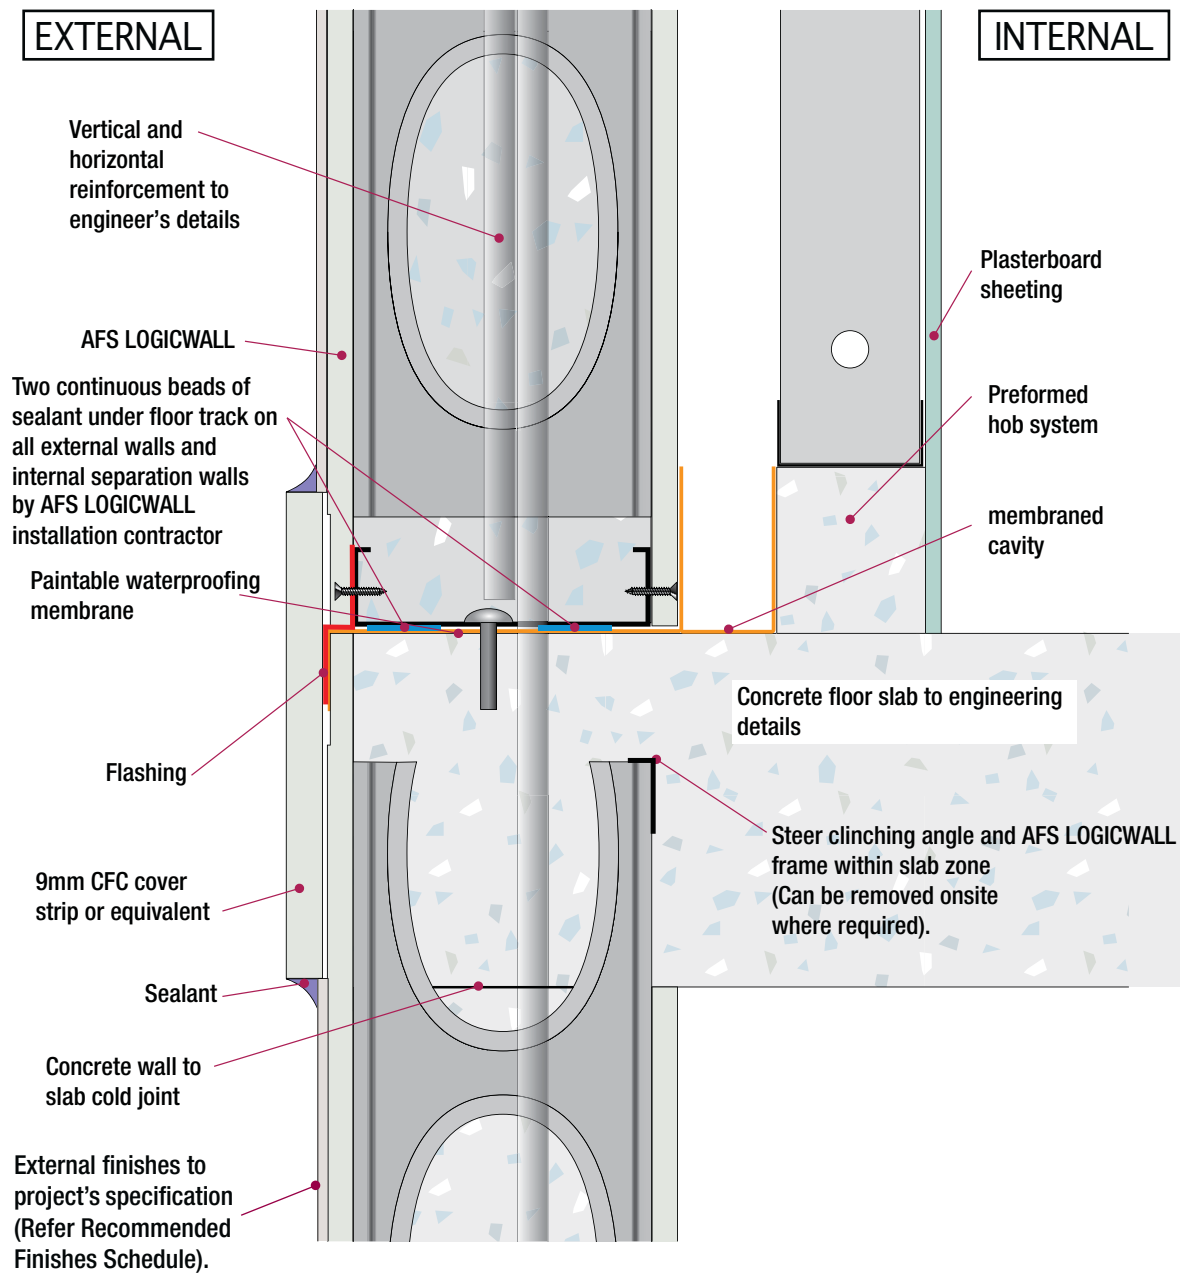 EXTERNAL
INTERNAL
Vertical and
horizontal
reinforcement to
engineer's details
AFS LOGICWALL
Two continuous beads of
sealant under floor track on
all external walls and
internal separation walls
by AFS LOGICWALL
installation contractor
Paintable waterproofing
membrane
Flashing
9mm CFC cover
strip or equivalent
Sealant
Concrete wall to
slab cold joint
External finishes to
project's specification
(Refer Recommended
Finishes Schedule).
Plasterboard
sheeting
Preformed
hob system
membraned
cavity
Concrete floor slab to engineering
details
Steer clinching angle and AFS LOGICWALL
frame within slab zone
(Can be removed onsite
where required).